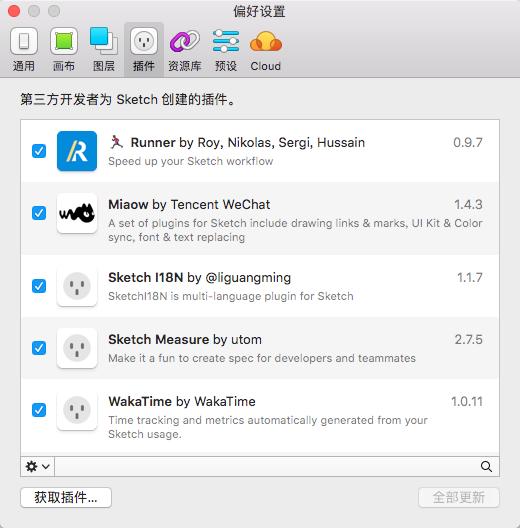 偏好设置
通用
画布
图层
插件
资源库
预设
Cloud
第三方开发者为 Sketch 创建的插件。
Runner by Roy, Nikolas, Sergi, Hussain
0.9.7
Speed up your Sketch workflow
Miaow by Tencent WeChat
1.4.3
A set of plugins for Sketch include drawing links & marks, UI Kit & Color
sync, font & text replacing
Sketch I18N by @liguangming
1.1.7
SketchI18N is multi-language plugin for Sketch
Sketch Measure by utom
2.7.5
Make it a fun to create spec for developers and teammates
WakaTime by WakaTime
1.0.11
Time tracking and metrics automatically generated from your
Sketch usage.
获取插件...
全部更新